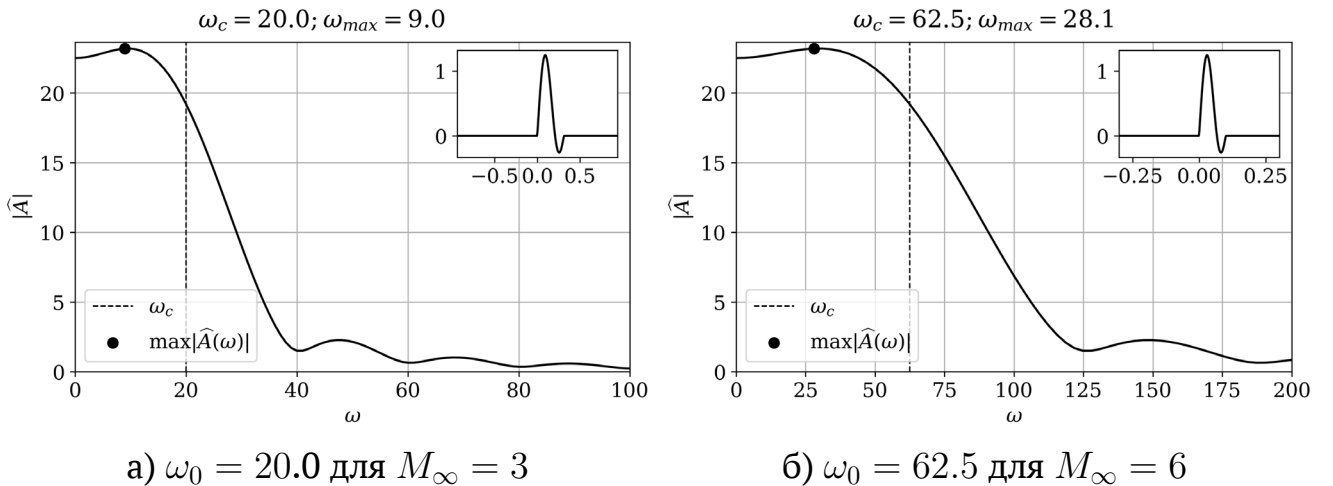 ω_c = 20.0; ω_max = 9.0
|Â|
20
15
10
5
0
0 20 40 60 80 100
ω
1
0
−0.5 0.0 0.5
ω_c
max|Â(ω)|
а) ω₀ = 20.0 для M_∞ = 3
ω_c = 62.5; ω_max = 28.1
|Â|
20
15
10
5
0
0 25 50 75 100 125 150 175 200
ω
1
0
−0.25 0.00 0.25
ω_c
max|Â(ω)|
б) ω₀ = 62.5 для M_∞ = 6